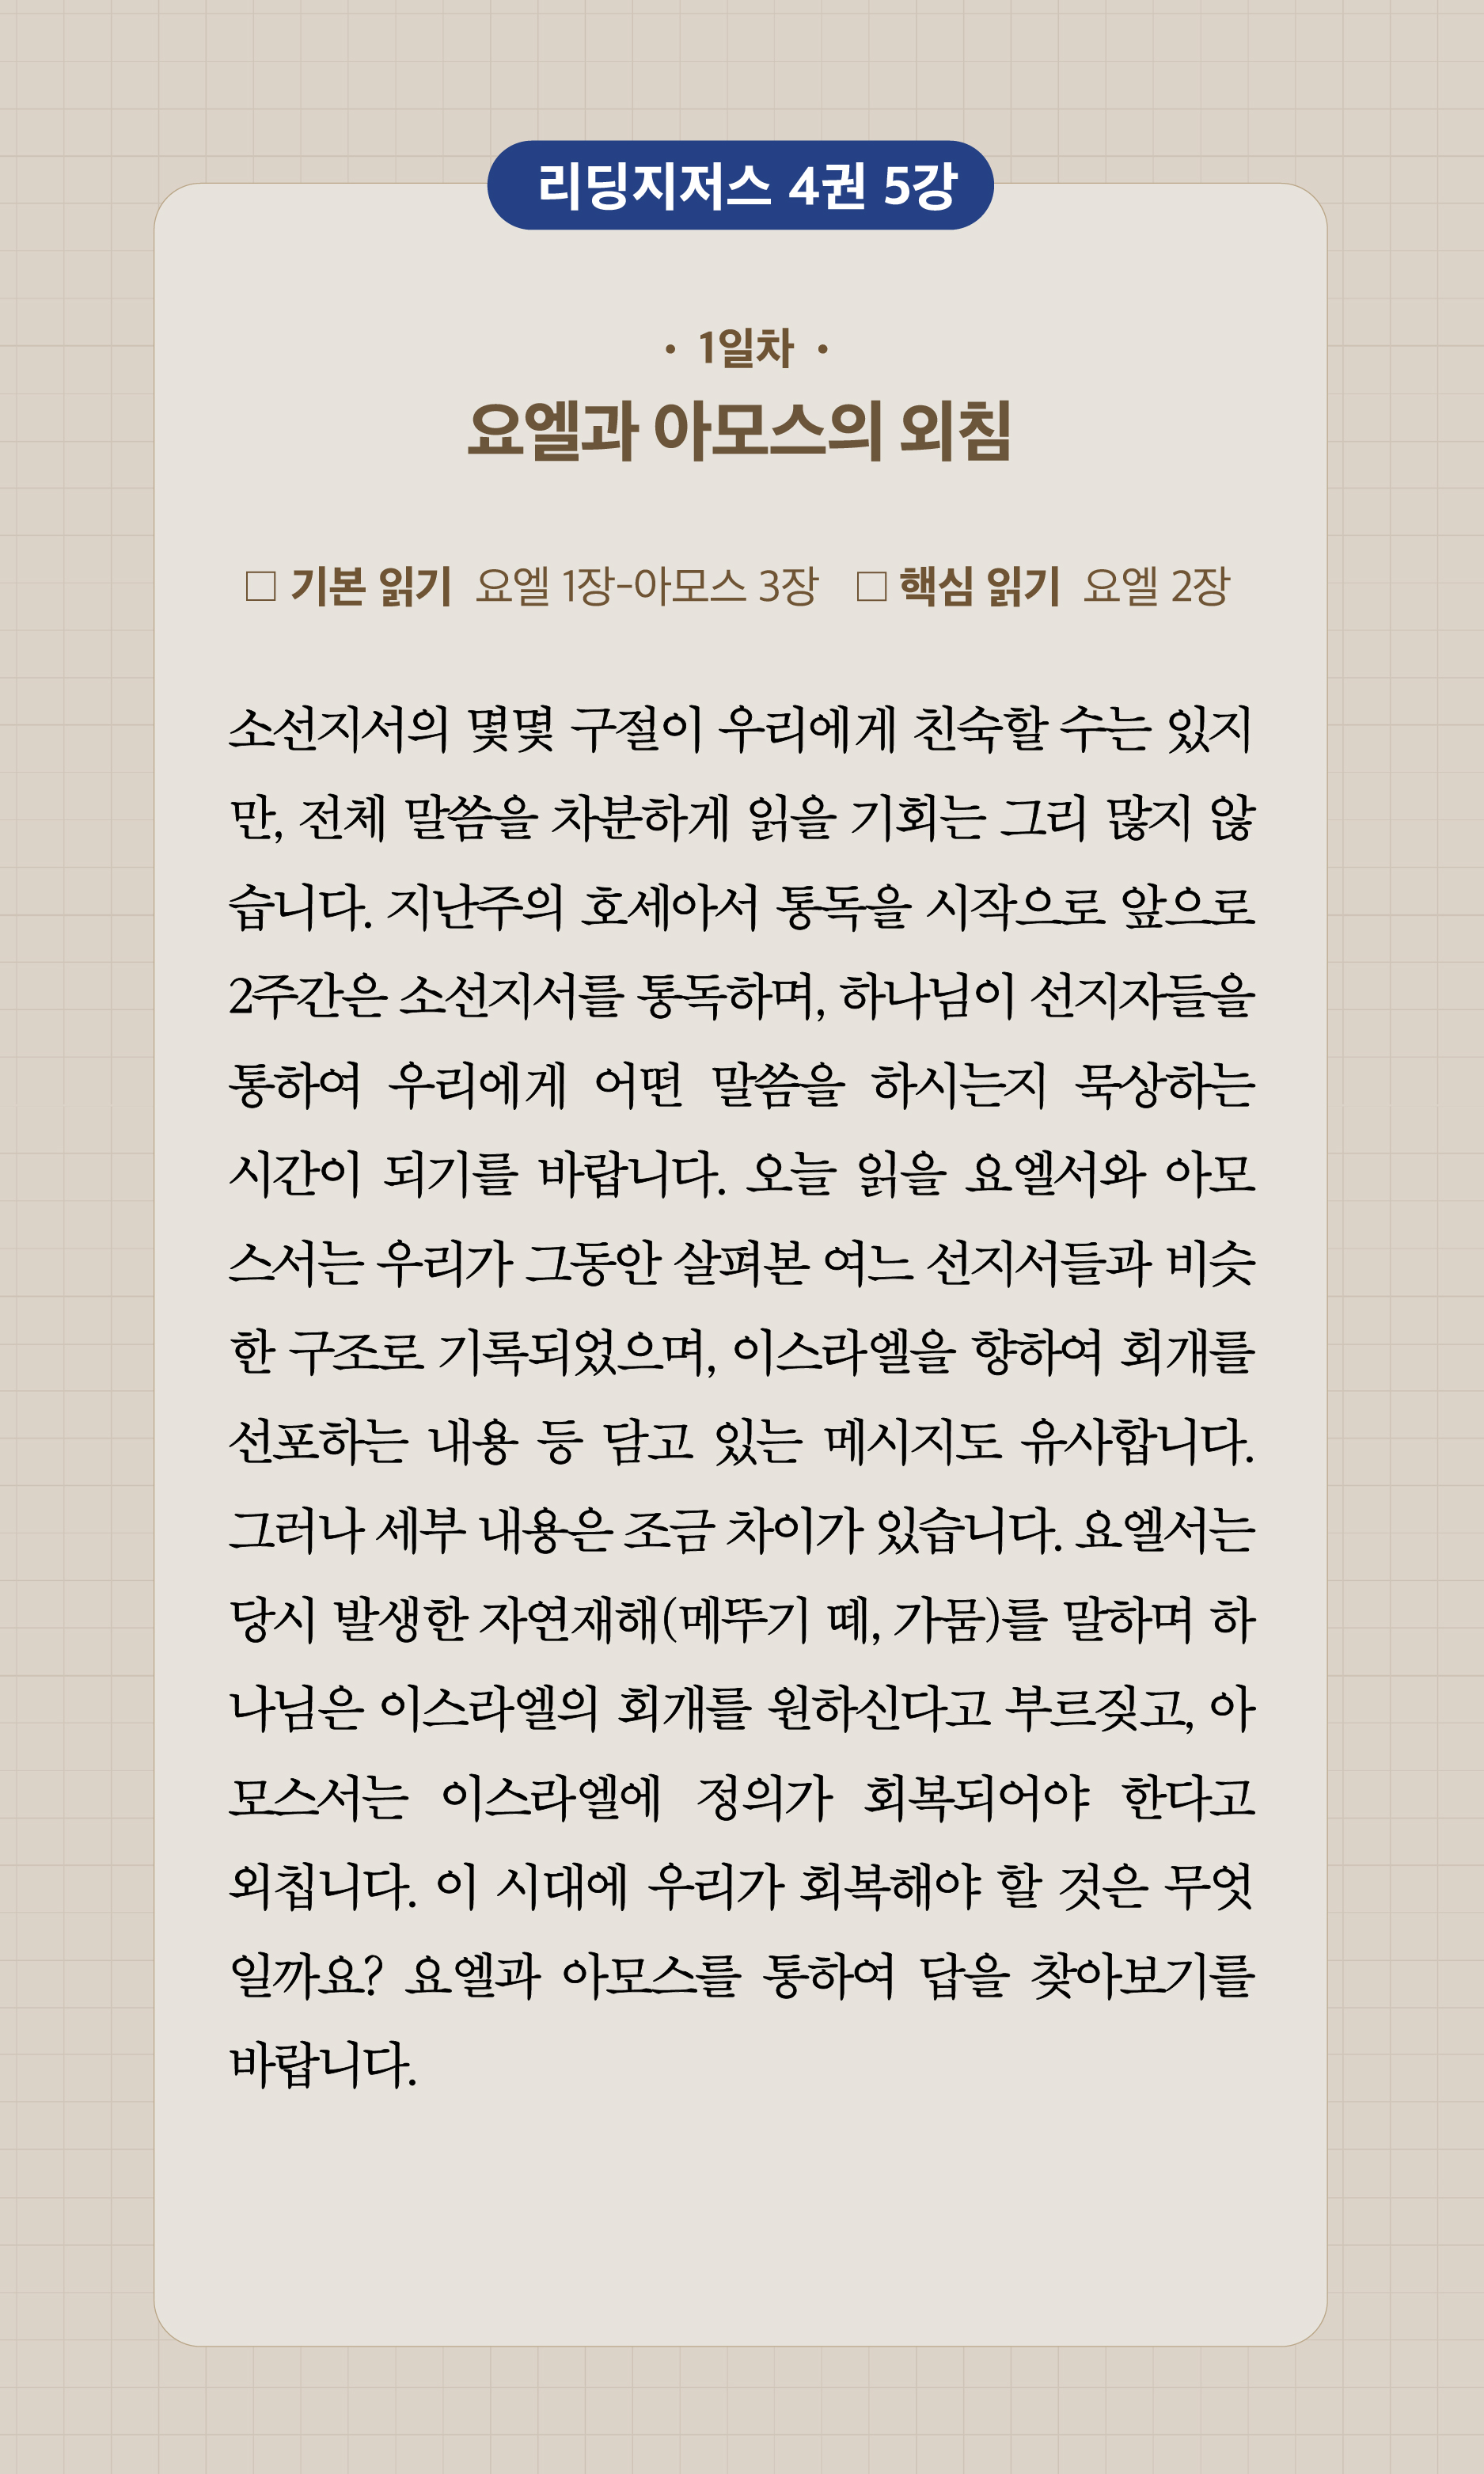 리딩지저스 4권 5강
· 1일차 ·
요엘과 아모스의 외침
□ 기본 읽기 요엘 1장-아모스 3장 □ 핵심 읽기 요엘 2장
소선지서의 몇몇 구절이 우리에게 친숙할 수는 있지
만, 전체 말씀을 차분하게 읽을 기회는 그리 많지 않
습니다. 지난주의 호세아서 통독을 시작으로 앞으로
2주간은 소선지서를 통독하며, 하나님이 선지자들을
통하여 우리에게 어떤 말씀을 하시는지 묵상하는
시간이 되기를 바랍니다. 오늘 읽을 요엘서와 아모
스서는 우리가 그동안 살펴본 여느 선지서들과 비슷
한 구조로 기록되었으며, 이스라엘을 향하여 회개를
선포하는 내용 등 담고 있는 메시지도 유사합니다.
그러나 세부 내용은 조금 차이가 있습니다. 요엘서는
당시 발생한 자연재해(메뚜기 떼, 가뭄)를 말하며 하
나님은 이스라엘의 회개를 원하신다고 부르짖고, 아
모스서는 이스라엘에 정의가 회복되어야 한다고
외칩니다. 이 시대에 우리가 회복해야 할 것은 무엇
일까요? 요엘과 아모스를 통하여 답을 찾아보기를
바랍니다.